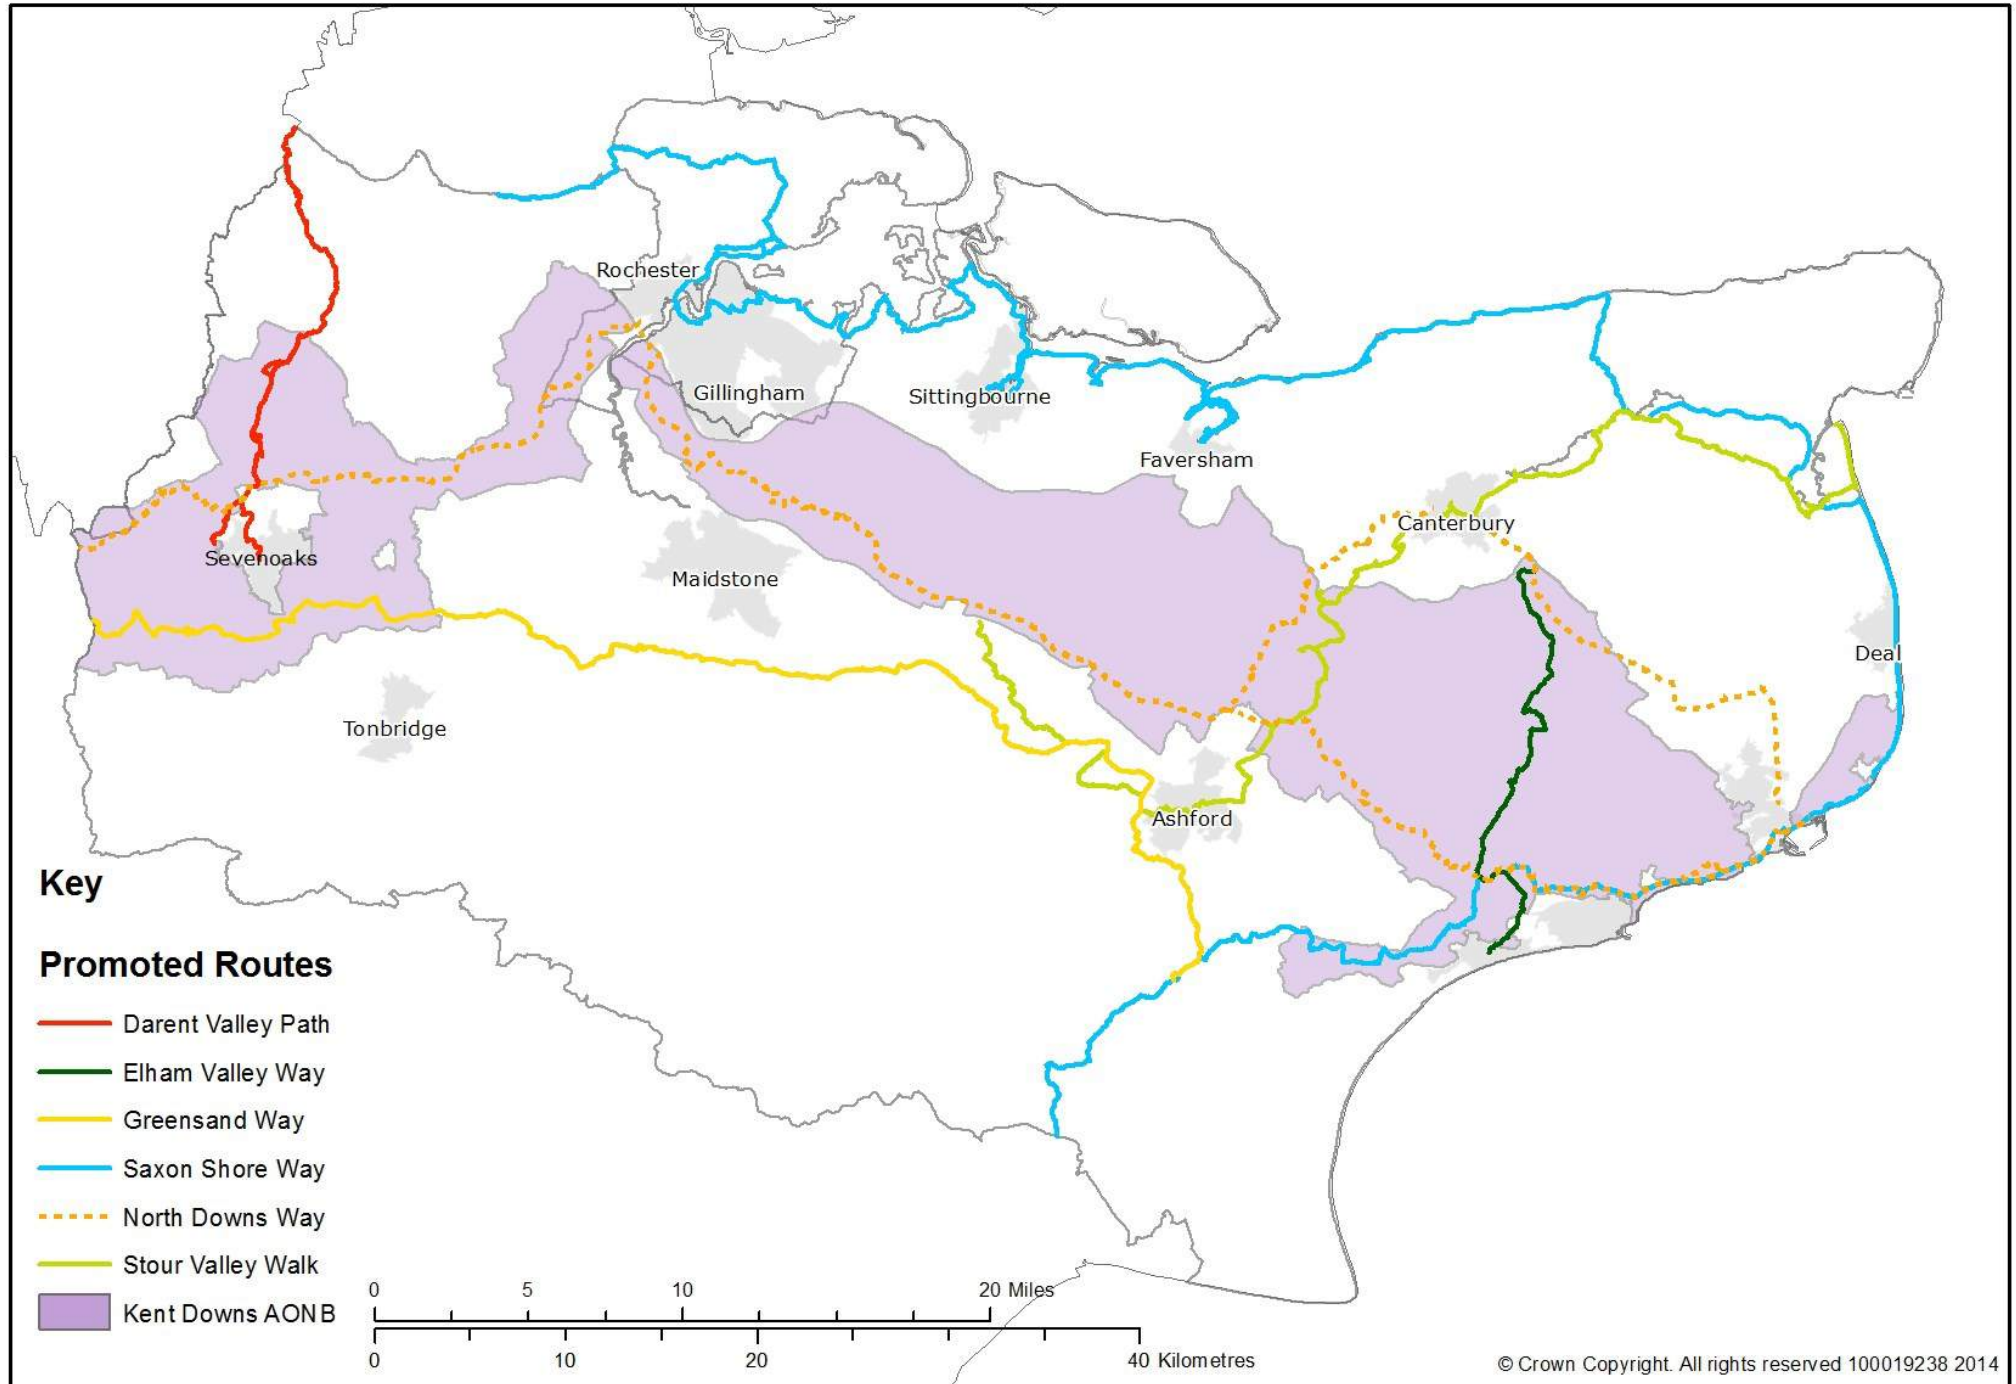 Rochester
Gillingham
Sittingbourne
Faversham
Canterbury
Sevenoaks
Maidstone
Deal
Tonbridge
Ashford
Key
Promoted Routes
Darent Valley Path
Elham Valley Way
Greensand Way
Saxon Shore Way
North Downs Way
Stour Valley Walk
Kent Downs AONB
0 5 10 20 Miles
0 10 20 40 Kilometres
© Crown Copyright. All rights reserved 100019238 2014